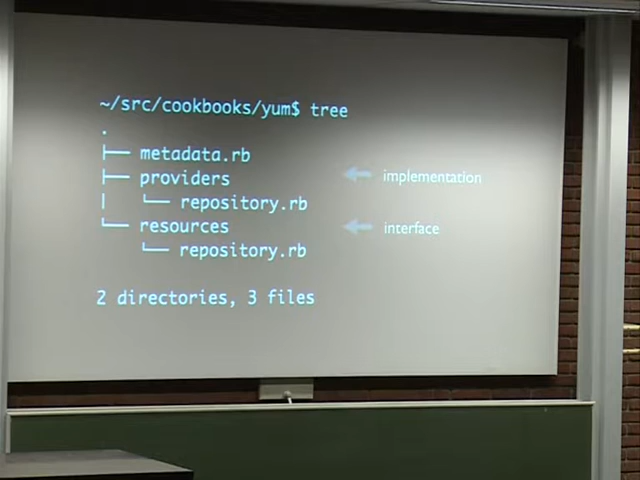 ~/src/cookbooks/yum$ tree
.
├── metadata.rb
├── providers implementation
│   └── repository.rb
└── resources interface
    └── repository.rb
2 directories, 3 files